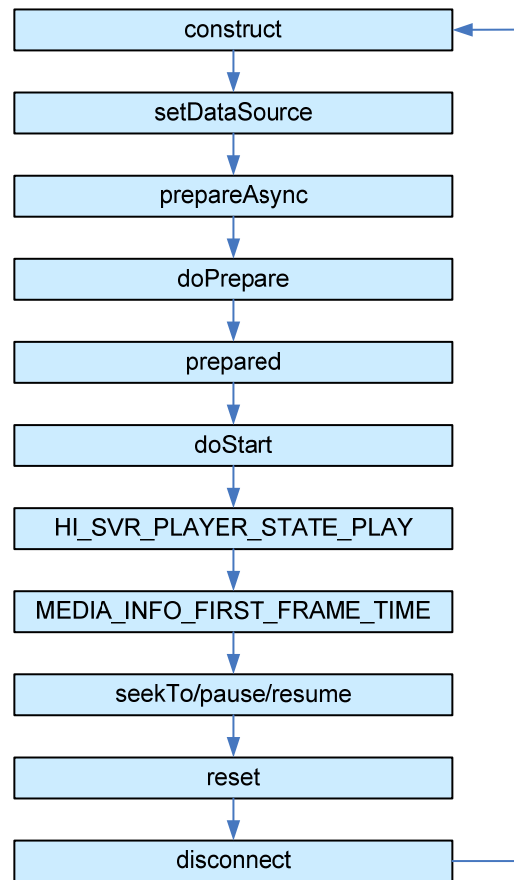 construct
setDataSource
prepareAsync
doPrepare
prepared
doStart
HI_SVR_PLAYER_STATE_PLAY
MEDIA_INFO_FIRST_FRAME_TIME
seekTo/pause/resume
reset
disconnect